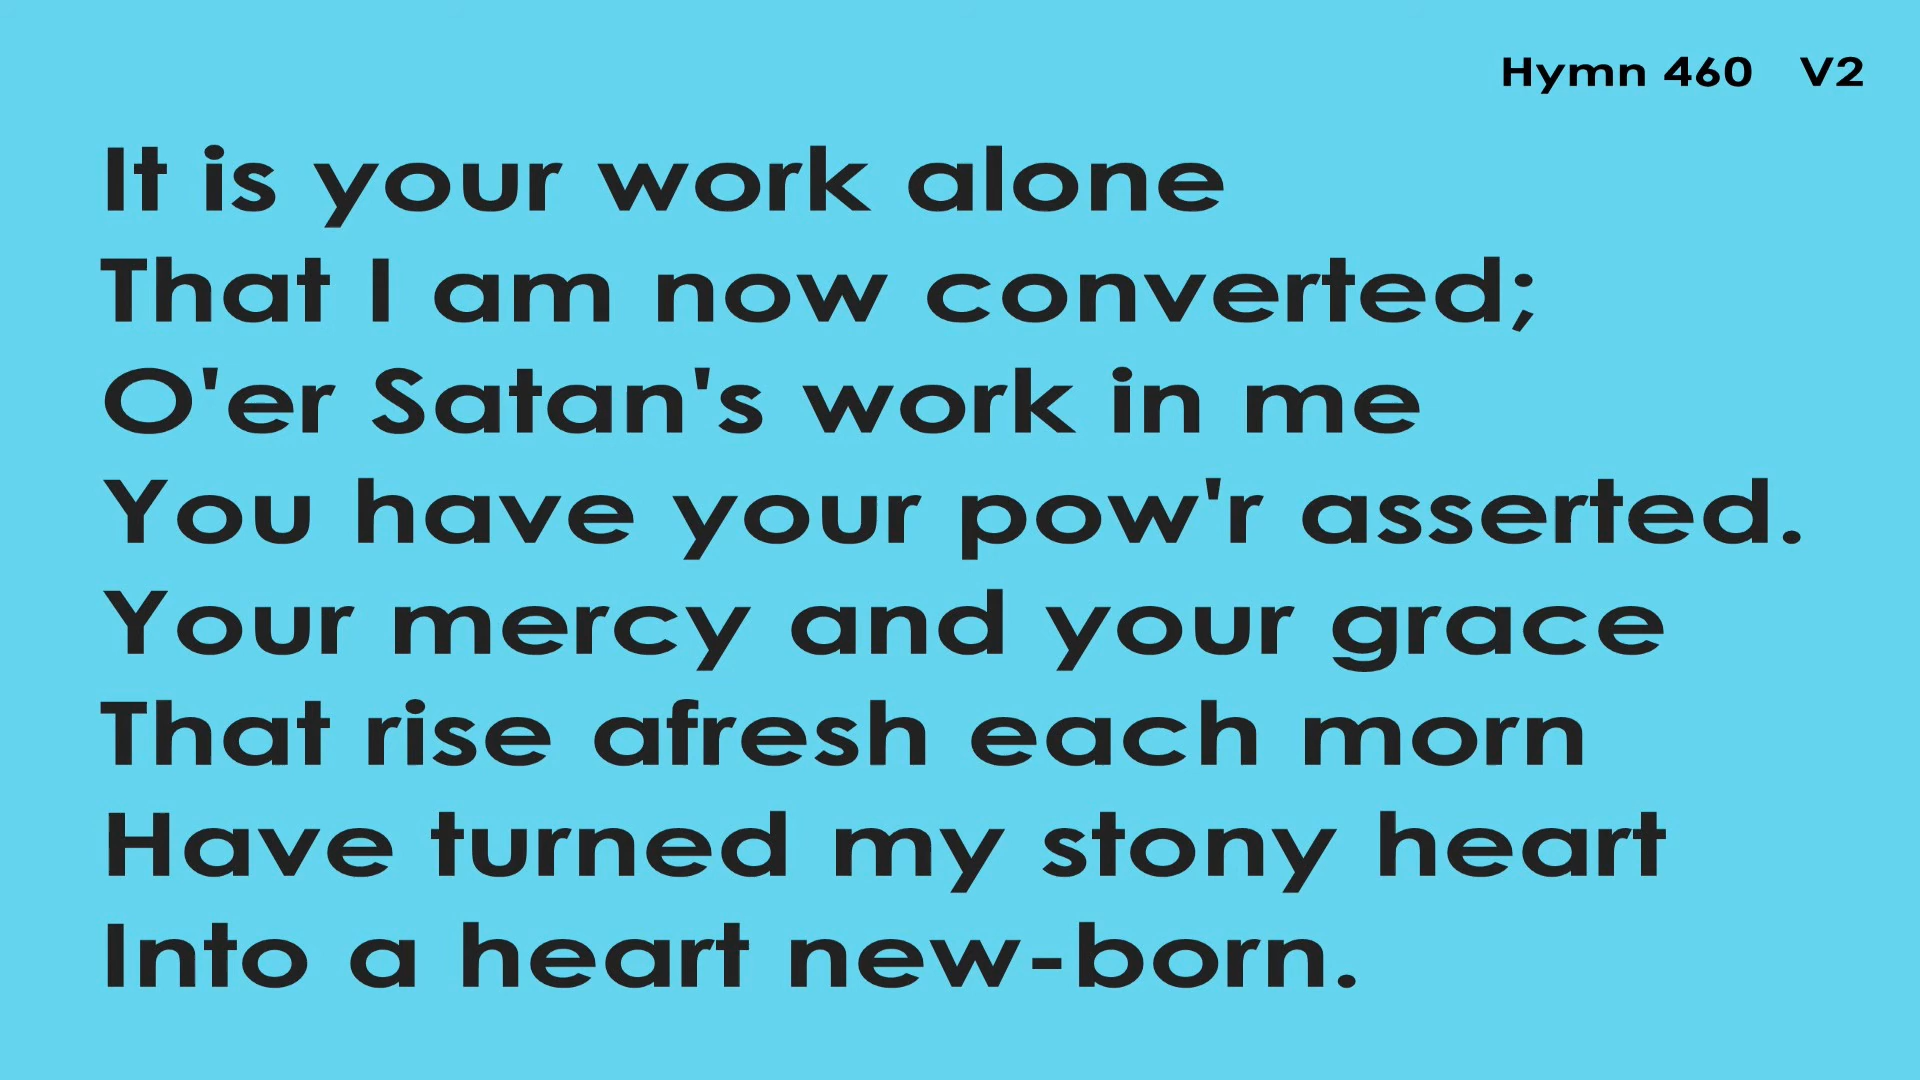 Hymn 460 V2
It is your work alone
That I am now converted;
O'er Satan's work in me
You have your pow'r asserted.
Your mercy and your grace
That rise afresh each morn
Have turned my stony heart
Into a heart new-born.